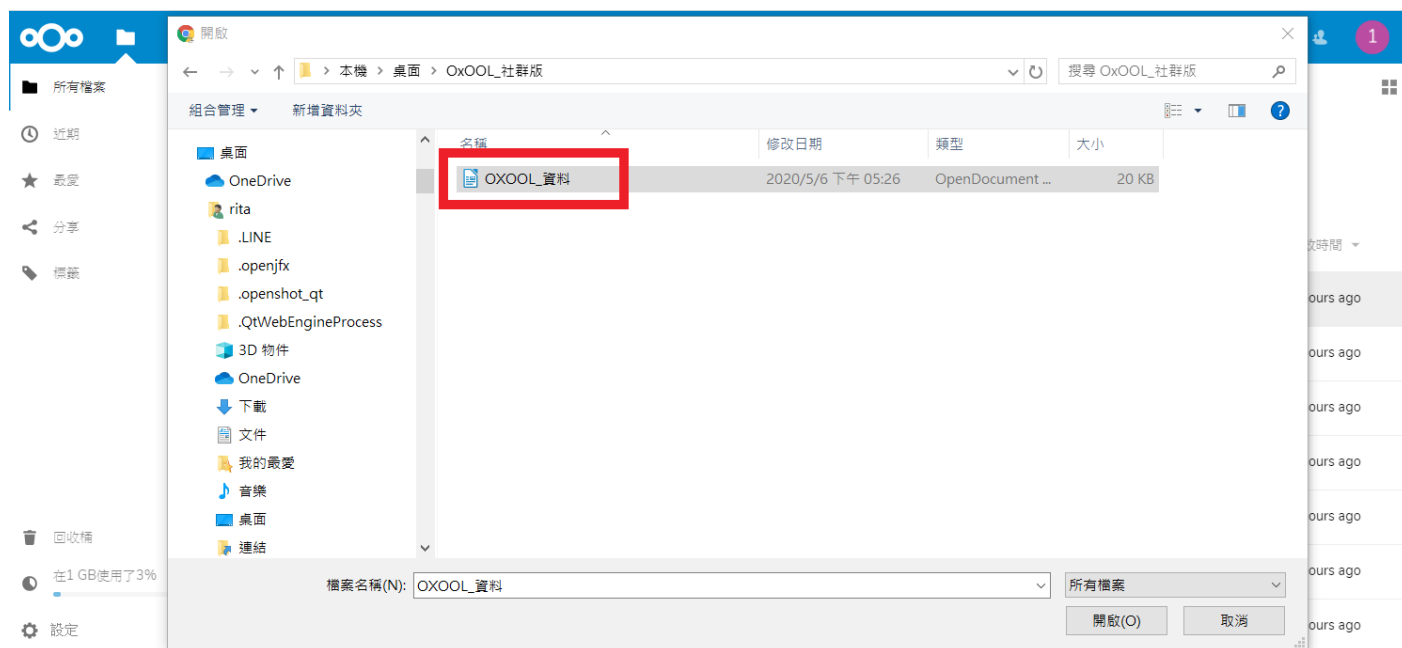 開啟
1
本機 > 桌面 > OxOOL_社群版
搜尋 OxOOL_社群版
組合管理
新增資料夾
?
所有檔案
近期
最愛
分享
標籤
回收桶
在1 GB使用了3%
設定
桌面
OneDrive
rita
.LINE
.openjfx
.openshot_qt
.QtWebEngineProcess
3D 物件
OneDrive
下載
文件
我的最愛
音樂
桌面
連結
名稱 修改日期 類型 大小
OXOOL_資料 2020/5/6 下午 05:26 OpenDocument ... 20 KB
時間
ours ago
ours ago
ours ago
ours ago
ours ago
ours ago
ours ago
檔案名稱(N): OXOOL_資料
所有檔案
開啟(O)
取消